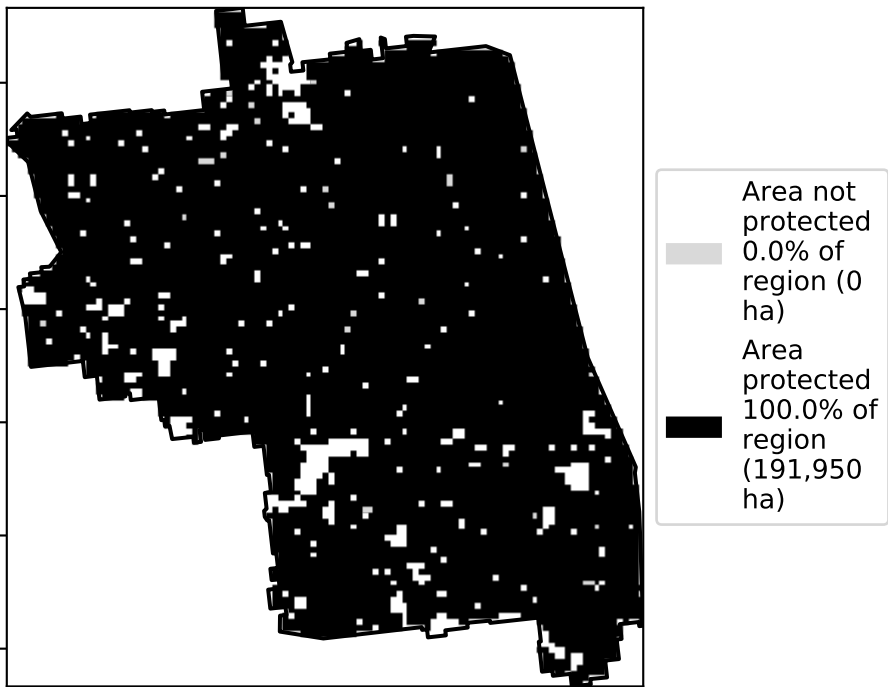 Area not
protected
0.0% of
region (0
ha)
Area
protected
100.0% of
region
(191,950
ha)